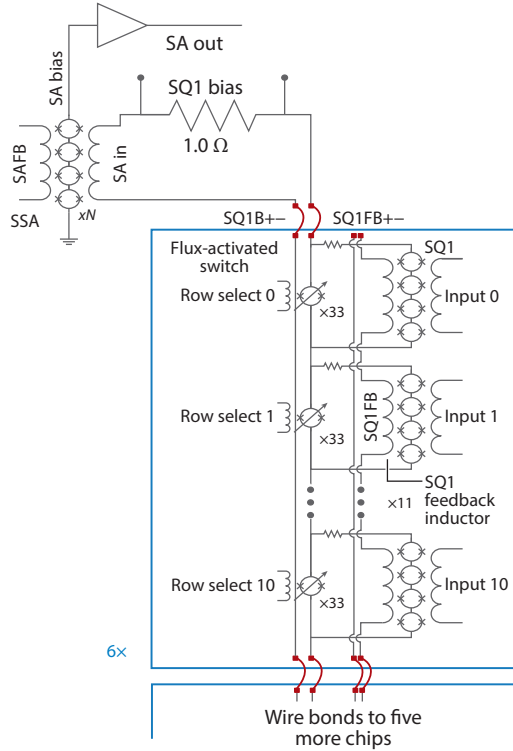 SA out
SA bias
SQ1 bias
1.0 Ω
SAFB
SA in
SSA
xN
SQ1B+−
SQ1FB+−
Flux-activated
switch
SQ1
Row select 0
×33
Input 0
Row select 1
×33
SQ1FB
Input 1
×11
SQ1
feedback
inductor
Row select 10
×33
Input 10
6×
Wire bonds to five
more chips